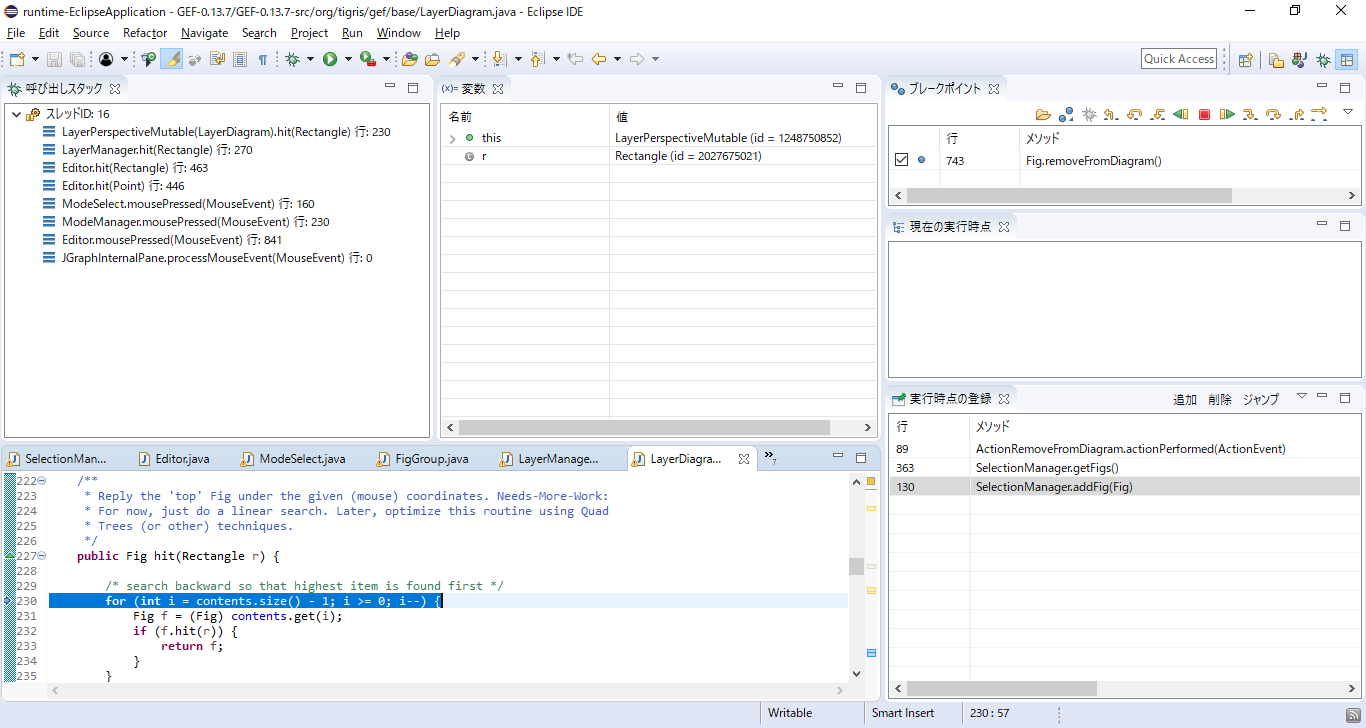 runtime-EclipseApplication - GEF-0.13.7/GEF-0.13.7-src/org/tigris/gef/base/LayerDiagram.java - Eclipse IDE
File Edit Source Refactor Navigate Search Project Run Window Help
Quick Access
呼び出しスタック
スレッドID: 16
LayerPerspectiveMutable(LayerDiagram).hit(Rectangle) 行: 230
LayerManager.hit(Rectangle) 行: 270
Editor.hit(Rectangle) 行: 463
Editor.hit(Point) 行: 446
ModeSelect.mousePressed(MouseEvent) 行: 160
ModeManager.mousePressed(MouseEvent) 行: 230
Editor.mousePressed(MouseEvent) 行: 841
JGraphInternalPane.processMouseEvent(MouseEvent) 行: 0
(x)= 変数
名前 値
this LayerPerspectiveMutable (id = 1248750852)
r Rectangle (id = 2027675021)
ブレークポイント
行 メソッド
743 Fig.removeFromDiagram()
現在の実行時点
実行時点の登録 追加 削除 ジャンプ
行 メソッド
89 ActionRemoveFromDiagram.actionPerformed(ActionEvent)
363 SelectionManager.getFigs()
130 SelectionManager.addFig(Fig)
SelectionMan... Editor.java ModeSelect.java FigGroup.java LayerManage... LayerDiagra... »7
222 /**
223 * Reply the 'top' Fig under the given (mouse) coordinates. Needs-More-Work:
224 * For now, just do a linear search. Later, optimize this routine using Quad
225 * Trees (or other) techniques.
226 */
227 public Fig hit(Rectangle r) {
228
229 /* search backward so that highest item is found first */
230 for (int i = contents.size() - 1; i >= 0; i--) {
231 Fig f = (Fig) contents.get(i);
232 if (f.hit(r)) {
233 return f;
234 }
235 }
Writable Smart Insert 230 : 57